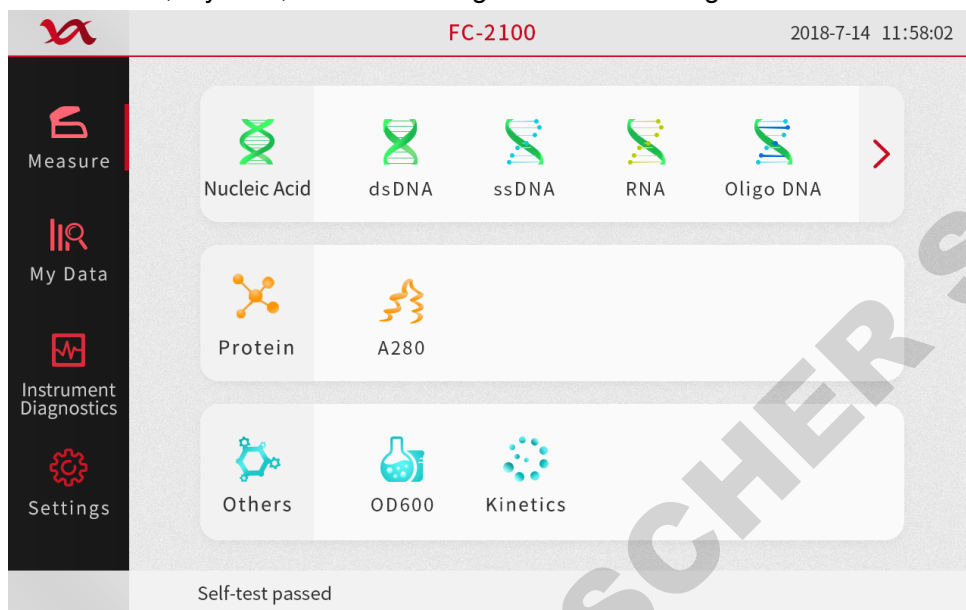 FC-2100
2018-7-14 11:58:02
Measure
My Data
Instrument
Diagnostics
Settings
Nucleic Acid
dsDNA
ssDNA
RNA
Oligo DNA
Protein
A280
Others
OD600
Kinetics
Self-test passed
SCHER S